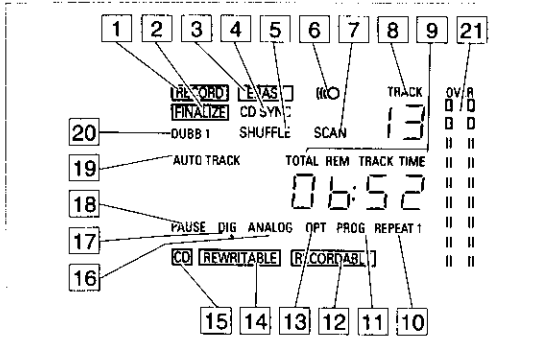 1 2 3 4 5 6 7 8 9 21
RECORD ERASE TRACK OVER
FINALIZE CD SYNC 13
20 DUBB 1 SHUFFLE SCAN
19 AUTO TRACK TOTAL REM TRACK TIME
06:52
18 PAUSE DIG ANALOG OPT PROG REPEAT 1
17
16 CD REWRITABLE RECORDABLE
15 14 13 12 11 10